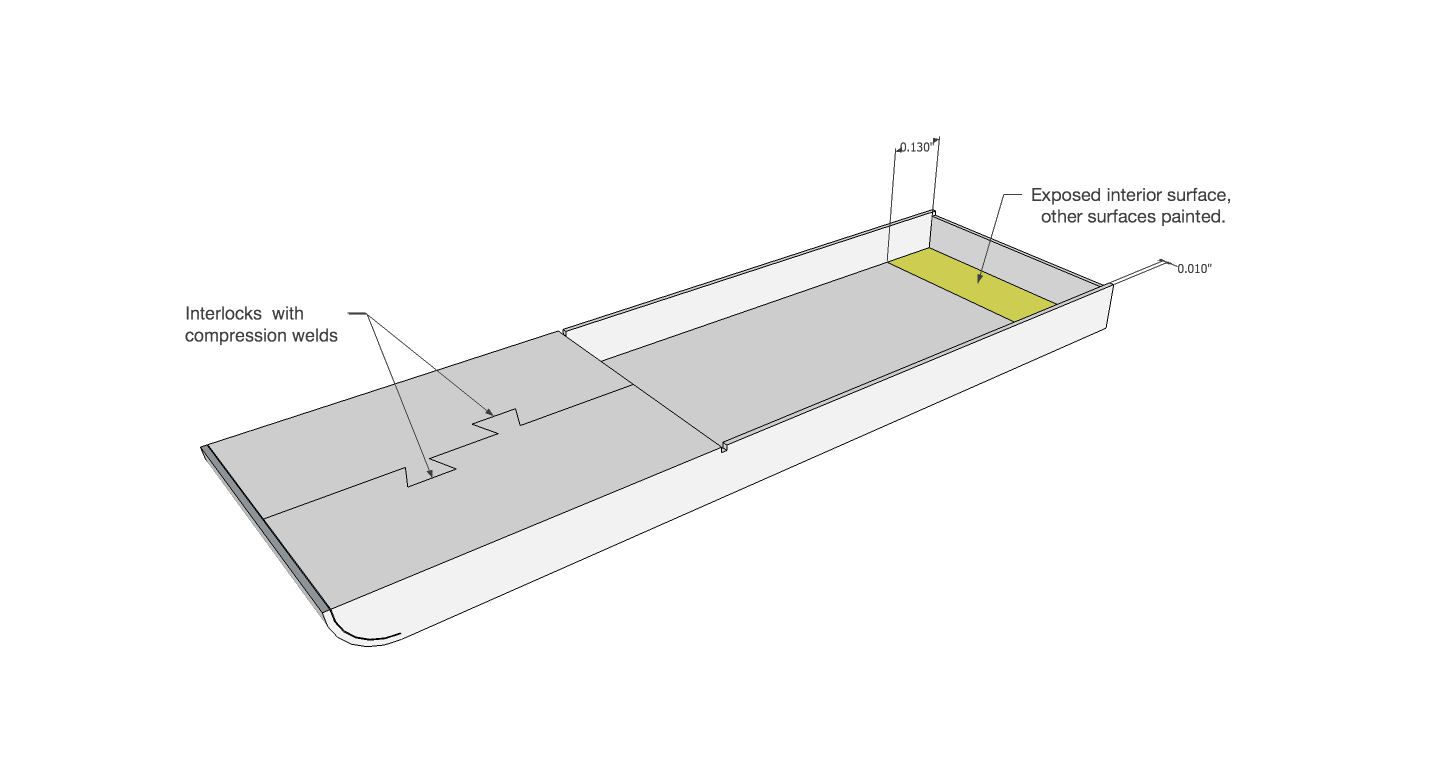 0.130"
Exposed interior surface,
other surfaces painted.
0.010"
Interlocks with
compression welds